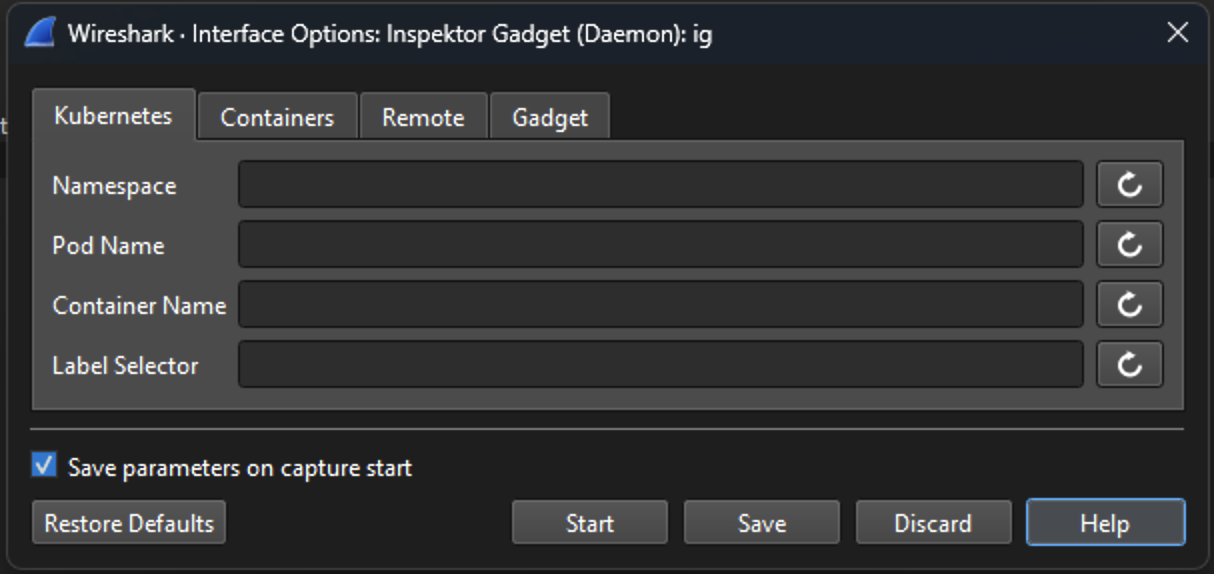 Wireshark · Interface Options: Inspektor Gadget (Daemon): ig
Kubernetes Containers Remote Gadget
Namespace
Pod Name
Container Name
Label Selector
Save parameters on capture start
Restore Defaults Start Save Discard Help